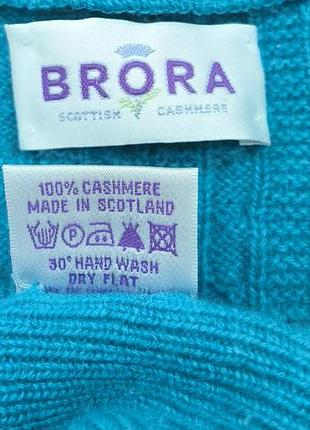 BRORA
SCOTTISH CASHMERE
100% CASHMERE
MADE IN SCOTLAND
P
30° HAND WASH
DRY FLAT